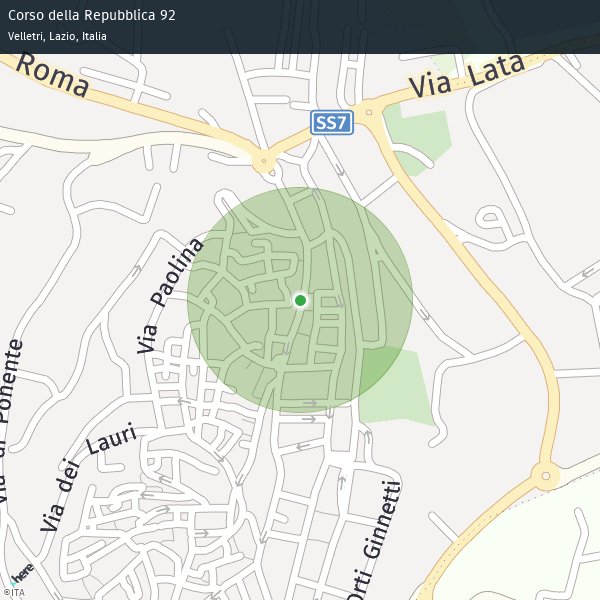 Corso della Repubblica 92
Velletri, Lazio, Italia
Roma
Via Lata
SS7
Via Paolina
Via di Ponente
Via dei Lauri
Orti Ginnetti
here
©ITA